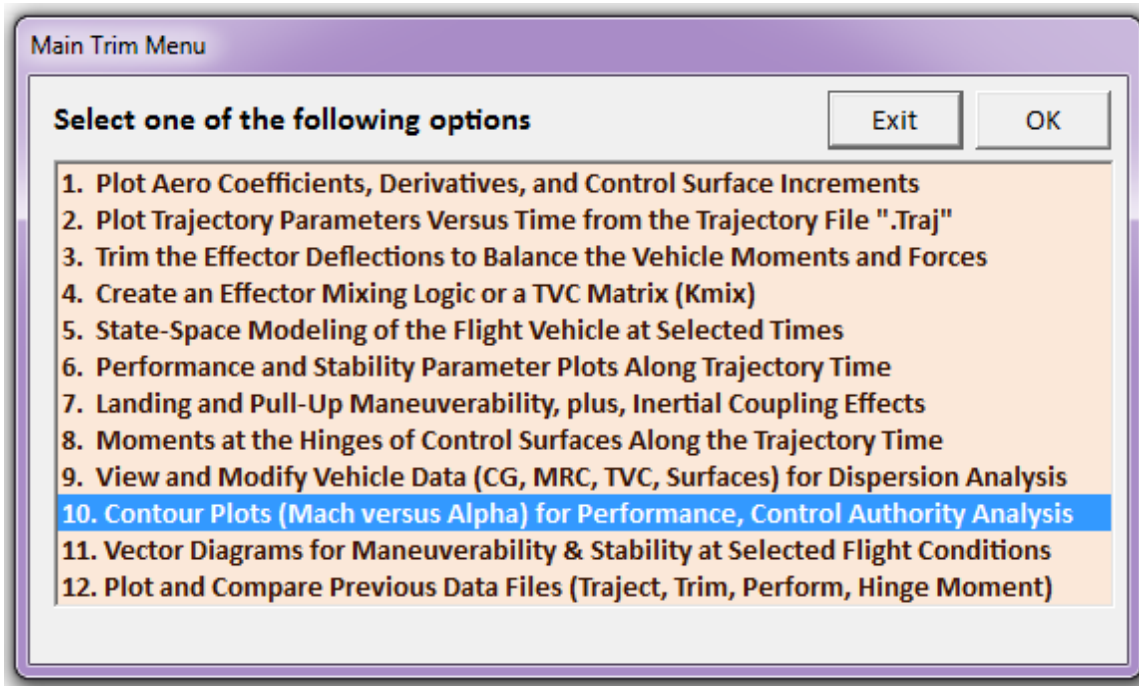 Main Trim Menu
Select one of the following options
Exit
OK
1. Plot Aero Coefficients, Derivatives, and Control Surface Increments
2. Plot Trajectory Parameters Versus Time from the Trajectory File ".Traj"
3. Trim the Effector Deflections to Balance the Vehicle Moments and Forces
4. Create an Effector Mixing Logic or a TVC Matrix (Kmix)
5. State-Space Modeling of the Flight Vehicle at Selected Times
6. Performance and Stability Parameter Plots Along Trajectory Time
7. Landing and Pull-Up Maneuverability, plus, Inertial Coupling Effects
8. Moments at the Hinges of Control Surfaces Along the Trajectory Time
9. View and Modify Vehicle Data (CG, MRC, TVC, Surfaces) for Dispersion Analysis
10. Contour Plots (Mach versus Alpha) for Performance, Control Authority Analysis
11. Vector Diagrams for Maneuverability & Stability at Selected Flight Conditions
12. Plot and Compare Previous Data Files (Traject, Trim, Perform, Hinge Moment)